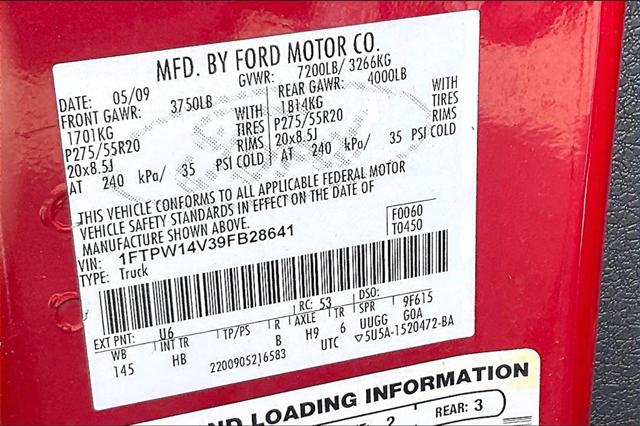 MFD. BY FORD MOTOR CO.
DATE: 05/09 GVWR: 7200LB/ 3266KG
FRONT GAWR: 3750LB REAR GAWR: 4000LB
1701KG WITH 1814KG WITH
P275/55R20 TIRES P275/55R20 TIRES
20x8.5J RIMS 20x8.5J RIMS
AT 240 kPa/ 35 PSI COLD AT 240 kPa/ 35 PSI COLD
THIS VEHICLE CONFORMS TO ALL APPLICABLE FEDERAL MOTOR
VEHICLE SAFETY STANDARDS IN EFFECT ON THE DATE OF
MANUFACTURE SHOWN ABOVE.
VIN: 1FTPW14V39FB28641 F0060
TYPE: Truck T0450
EXT PNT: U6 RC: 53 DSO:
WB INT TR TP/PS R AXLE TR SPR 9F615
145 HB B H9 6 UUGG GOA
2200905216583 UTC ▽5U5A-1520472-BA
ND LOADING INFORMATION
2 REAR: 3